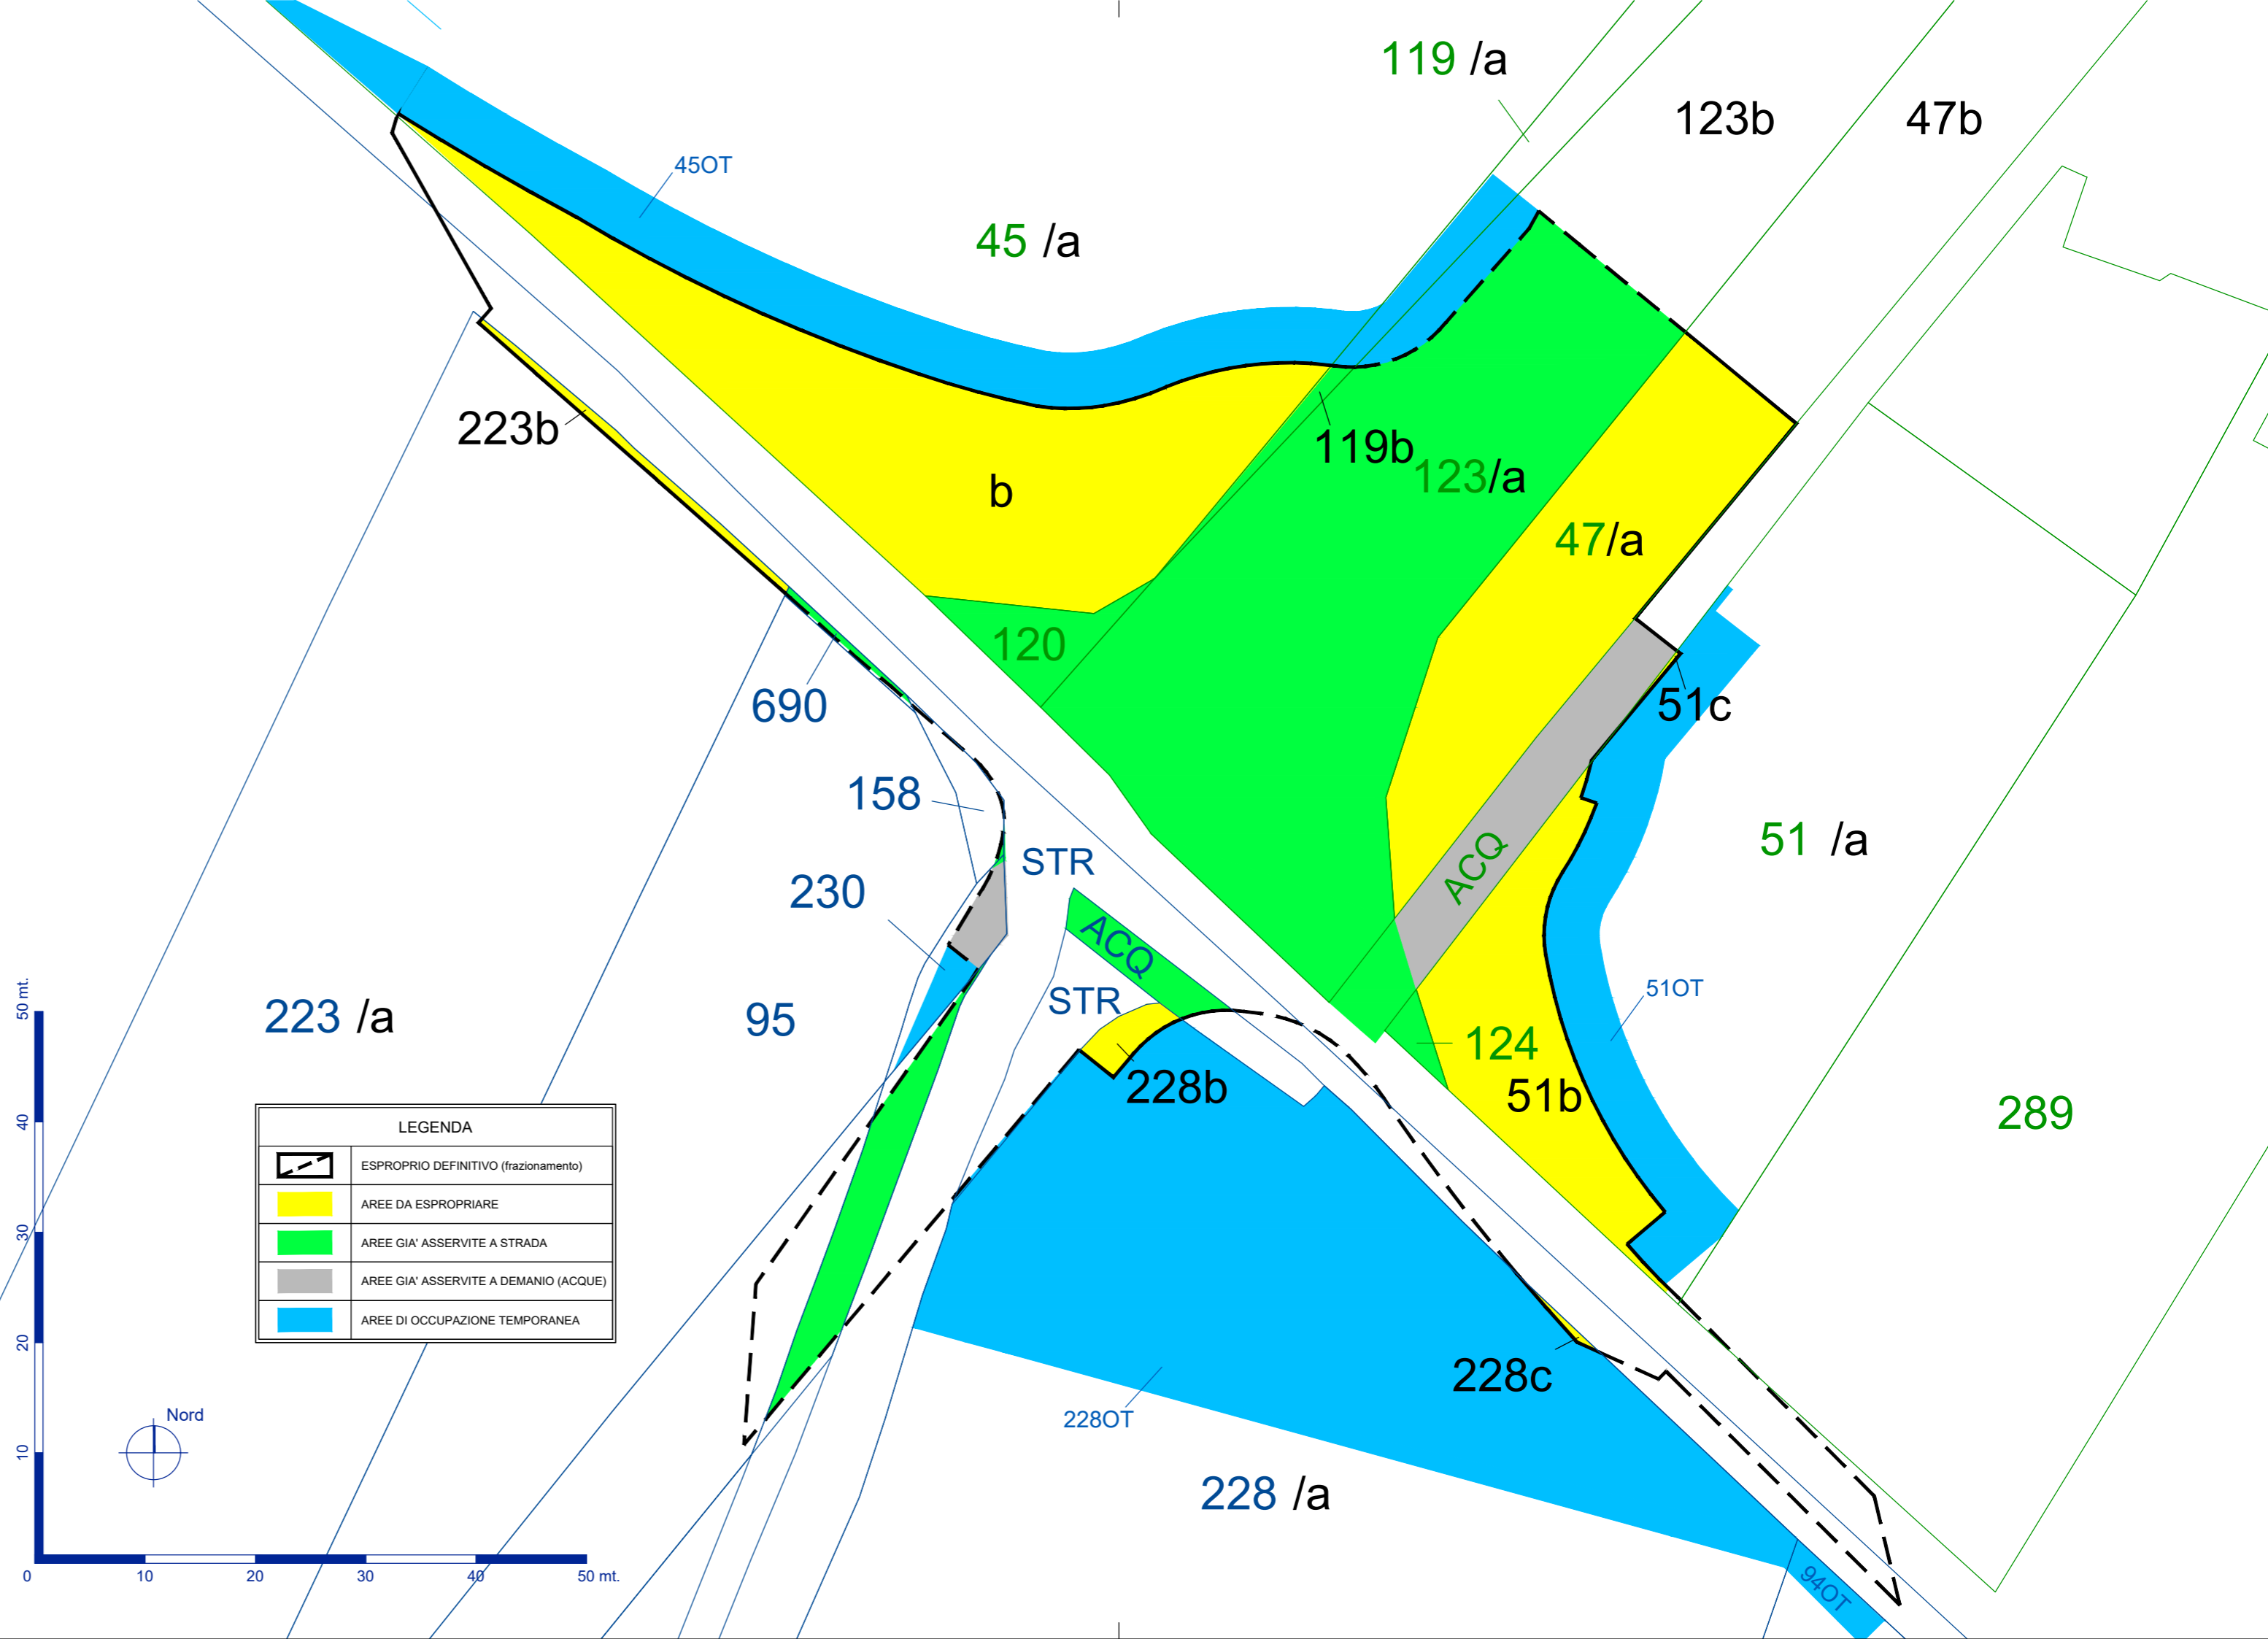 119 /a
123b
47b
45OT
45 /a
223b
119b
123/a
b
47/a
120
690
51c
158
STR
51 /a
230
ACQ
ACQ
50 mt.
STR
51OT
223 /a
95
124
228b
51b
289
40
LEGENDA
ESPROPRIO DEFINITIVO (frazionamento)
AREE DA ESPROPRIARE
30
AREE GIA' ASSERVITE A STRADA
AREE GIA' ASSERVITE A DEMANIO (ACQUE)
AREE DI OCCUPAZIONE TEMPORANEA
20
228c
Nord
228OT
10
228 /a
94OT
0 10 20 30 40 50 mt.